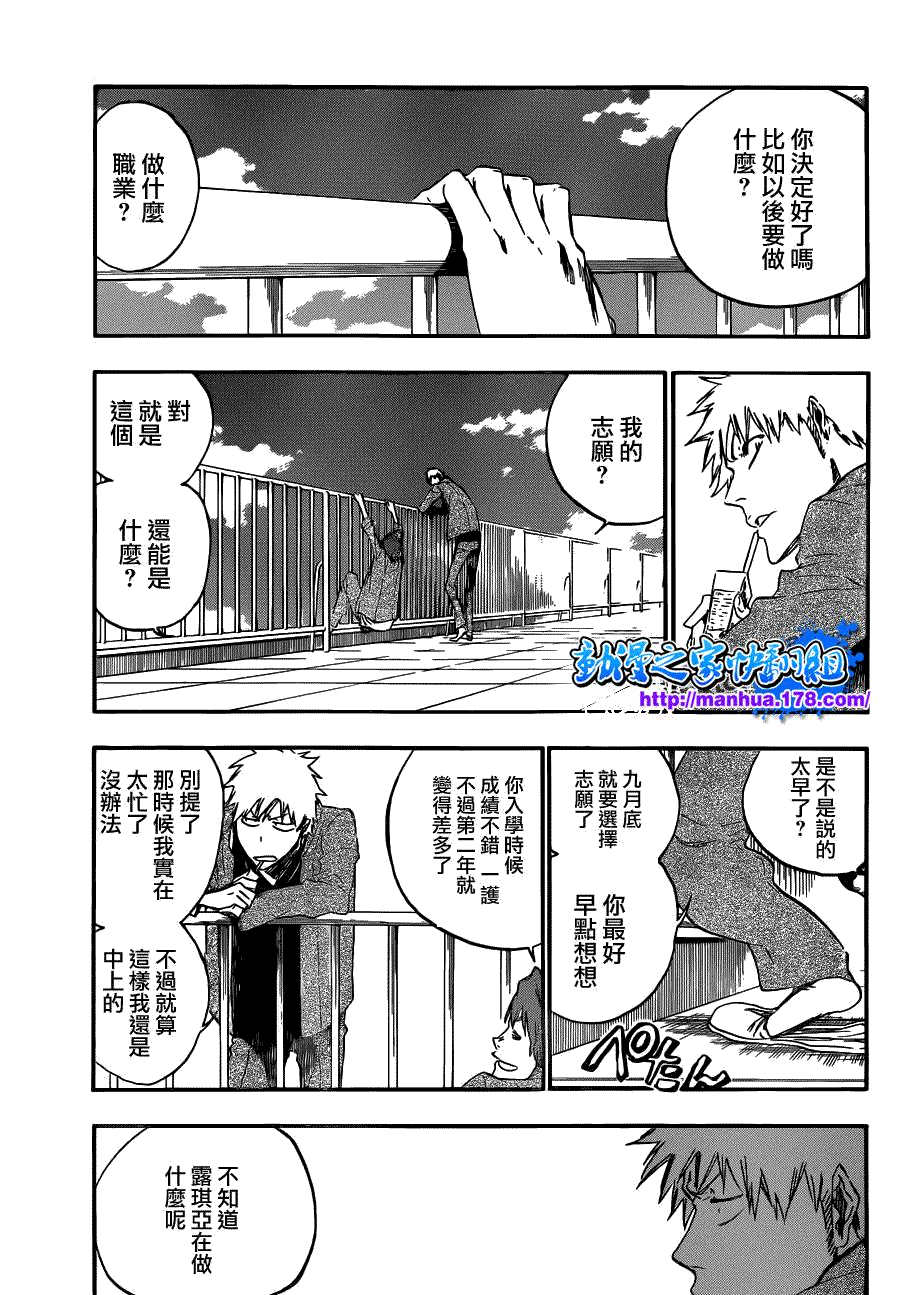 你決定好了嗎
比如以後要做
什麼?
做什麼
職業?
我的
志願?
對
就是
這個
還能是
什麼?
動漫之家快翻組
http://manhua.178.com/
是不是説的
太早了?
九月底
就要選擇
志願了
你最好
早點想想
ぺたん
你入學時候
成績不錯 一護
不過第二年就
變得差多了
別提了
那時候我實在
太忙了
沒辦法
不過就算
這樣我還是
中上的
不知道
露琪亞在做
什麼呢